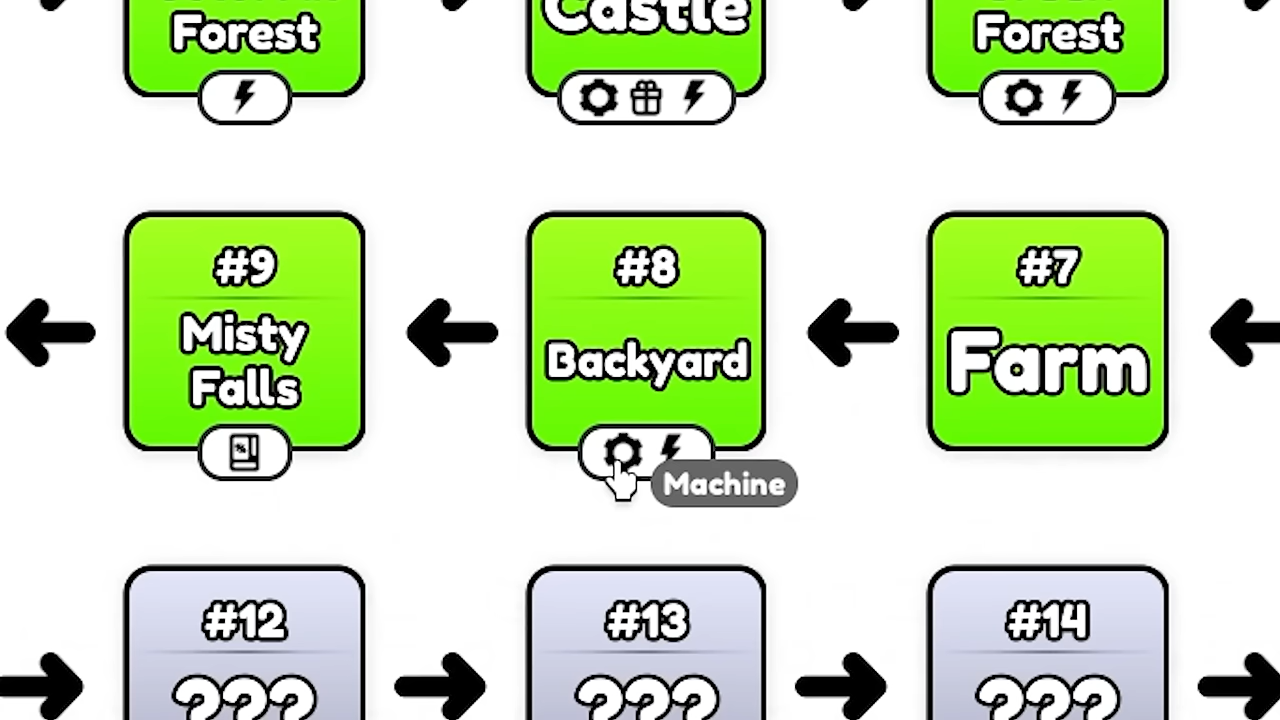 Forest
Castle
Forest
#9
Misty
Falls
#8
Backyard
#7
Farm
Machine
#12
???
#13
???
#14
???